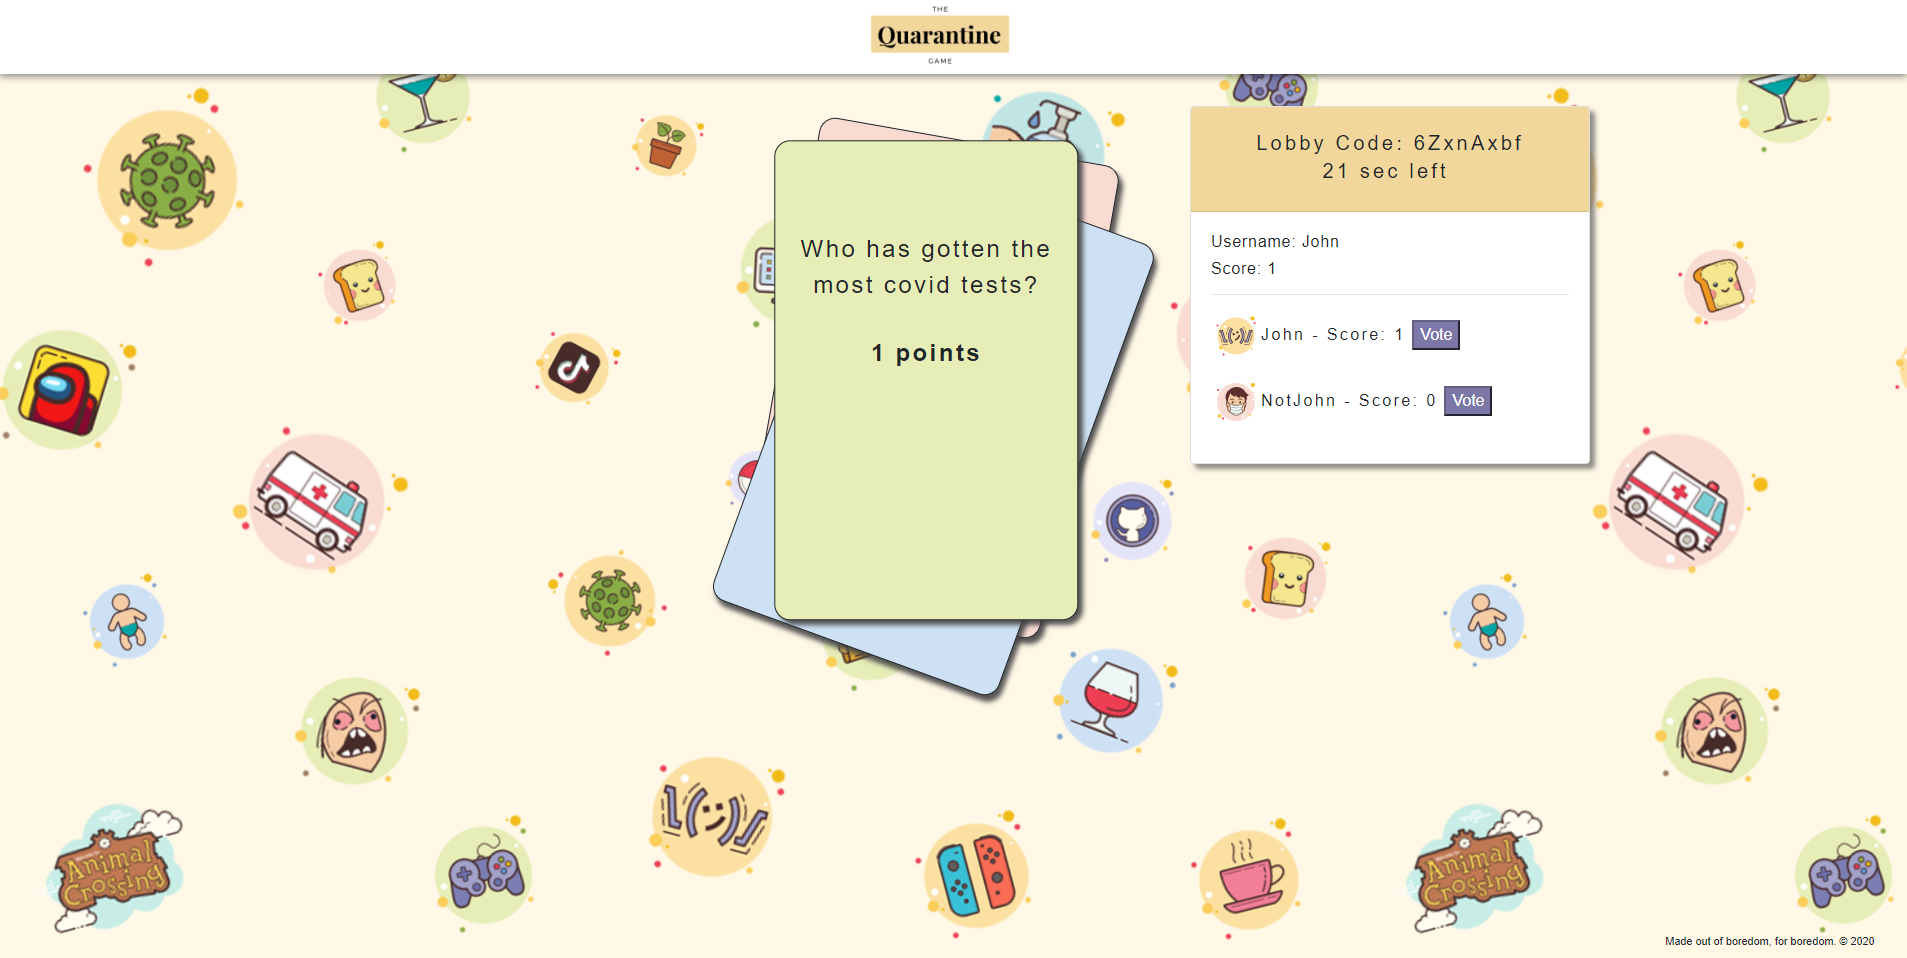 THE
Quarantine
GAME
Lobby Code: 6ZxnAxbf
21 sec left
Who has gotten the
most covid tests?
1 points
Username: John
Score: 1
John - Score: 1 Vote
NotJohn - Score: 0 Vote
Animal
Crossing
Animal
Crossing
Made out of boredom, for boredom. © 2020